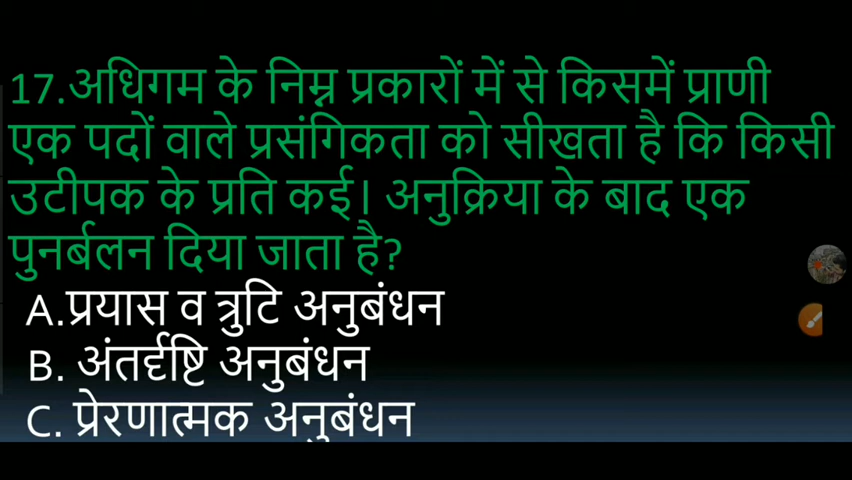 17.अधिगम के निम्न प्रकारों में से किसमें प्राणी
एक पदों वाले प्रसंगिकता को सीखता है कि किसी
उटीपक के प्रति कई। अनुक्रिया के बाद एक
पुनर्बलन दिया जाता है?
A.प्रयास व त्रुटि अनुबंधन
B. अंतर्दृष्टि अनुबंधन
C. प्रेरणात्मक अनुबंधन